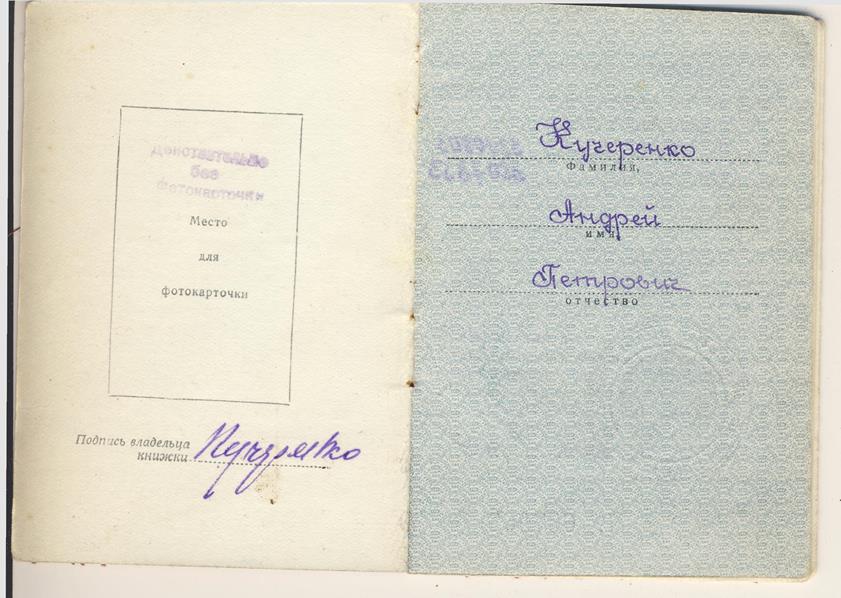 Действительно
без
фотокарточки
Место
для
фотокарточки
Подпись владельца
книжки Кучеренко
Кучеренко
Фамилия,
Андрей
имя
Петрович
отчество